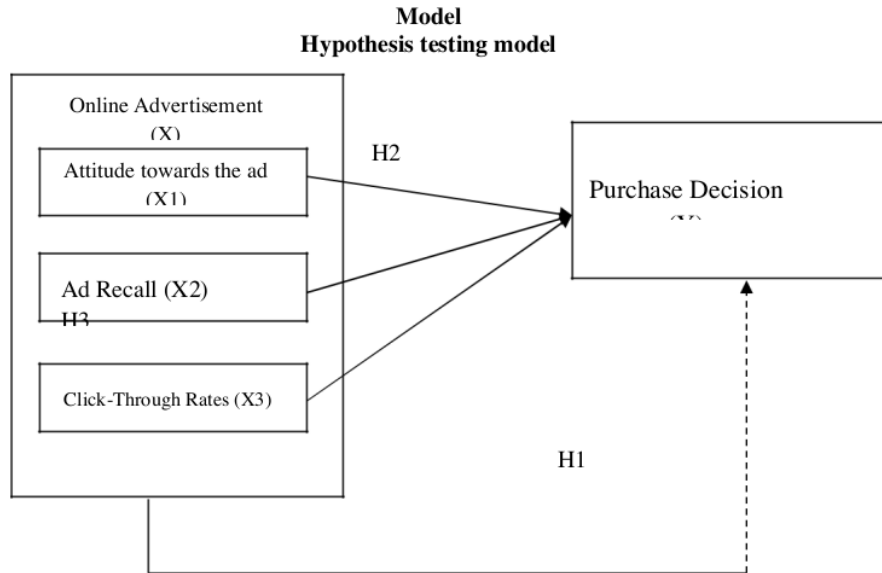 Model
Hypothesis testing model
Online Advertisement
(X)
Attitude towards the ad
(X1)
H2
Purchase Decision
(Y)
Ad Recall (X2)
H3
Click-Through Rates (X3)
H1